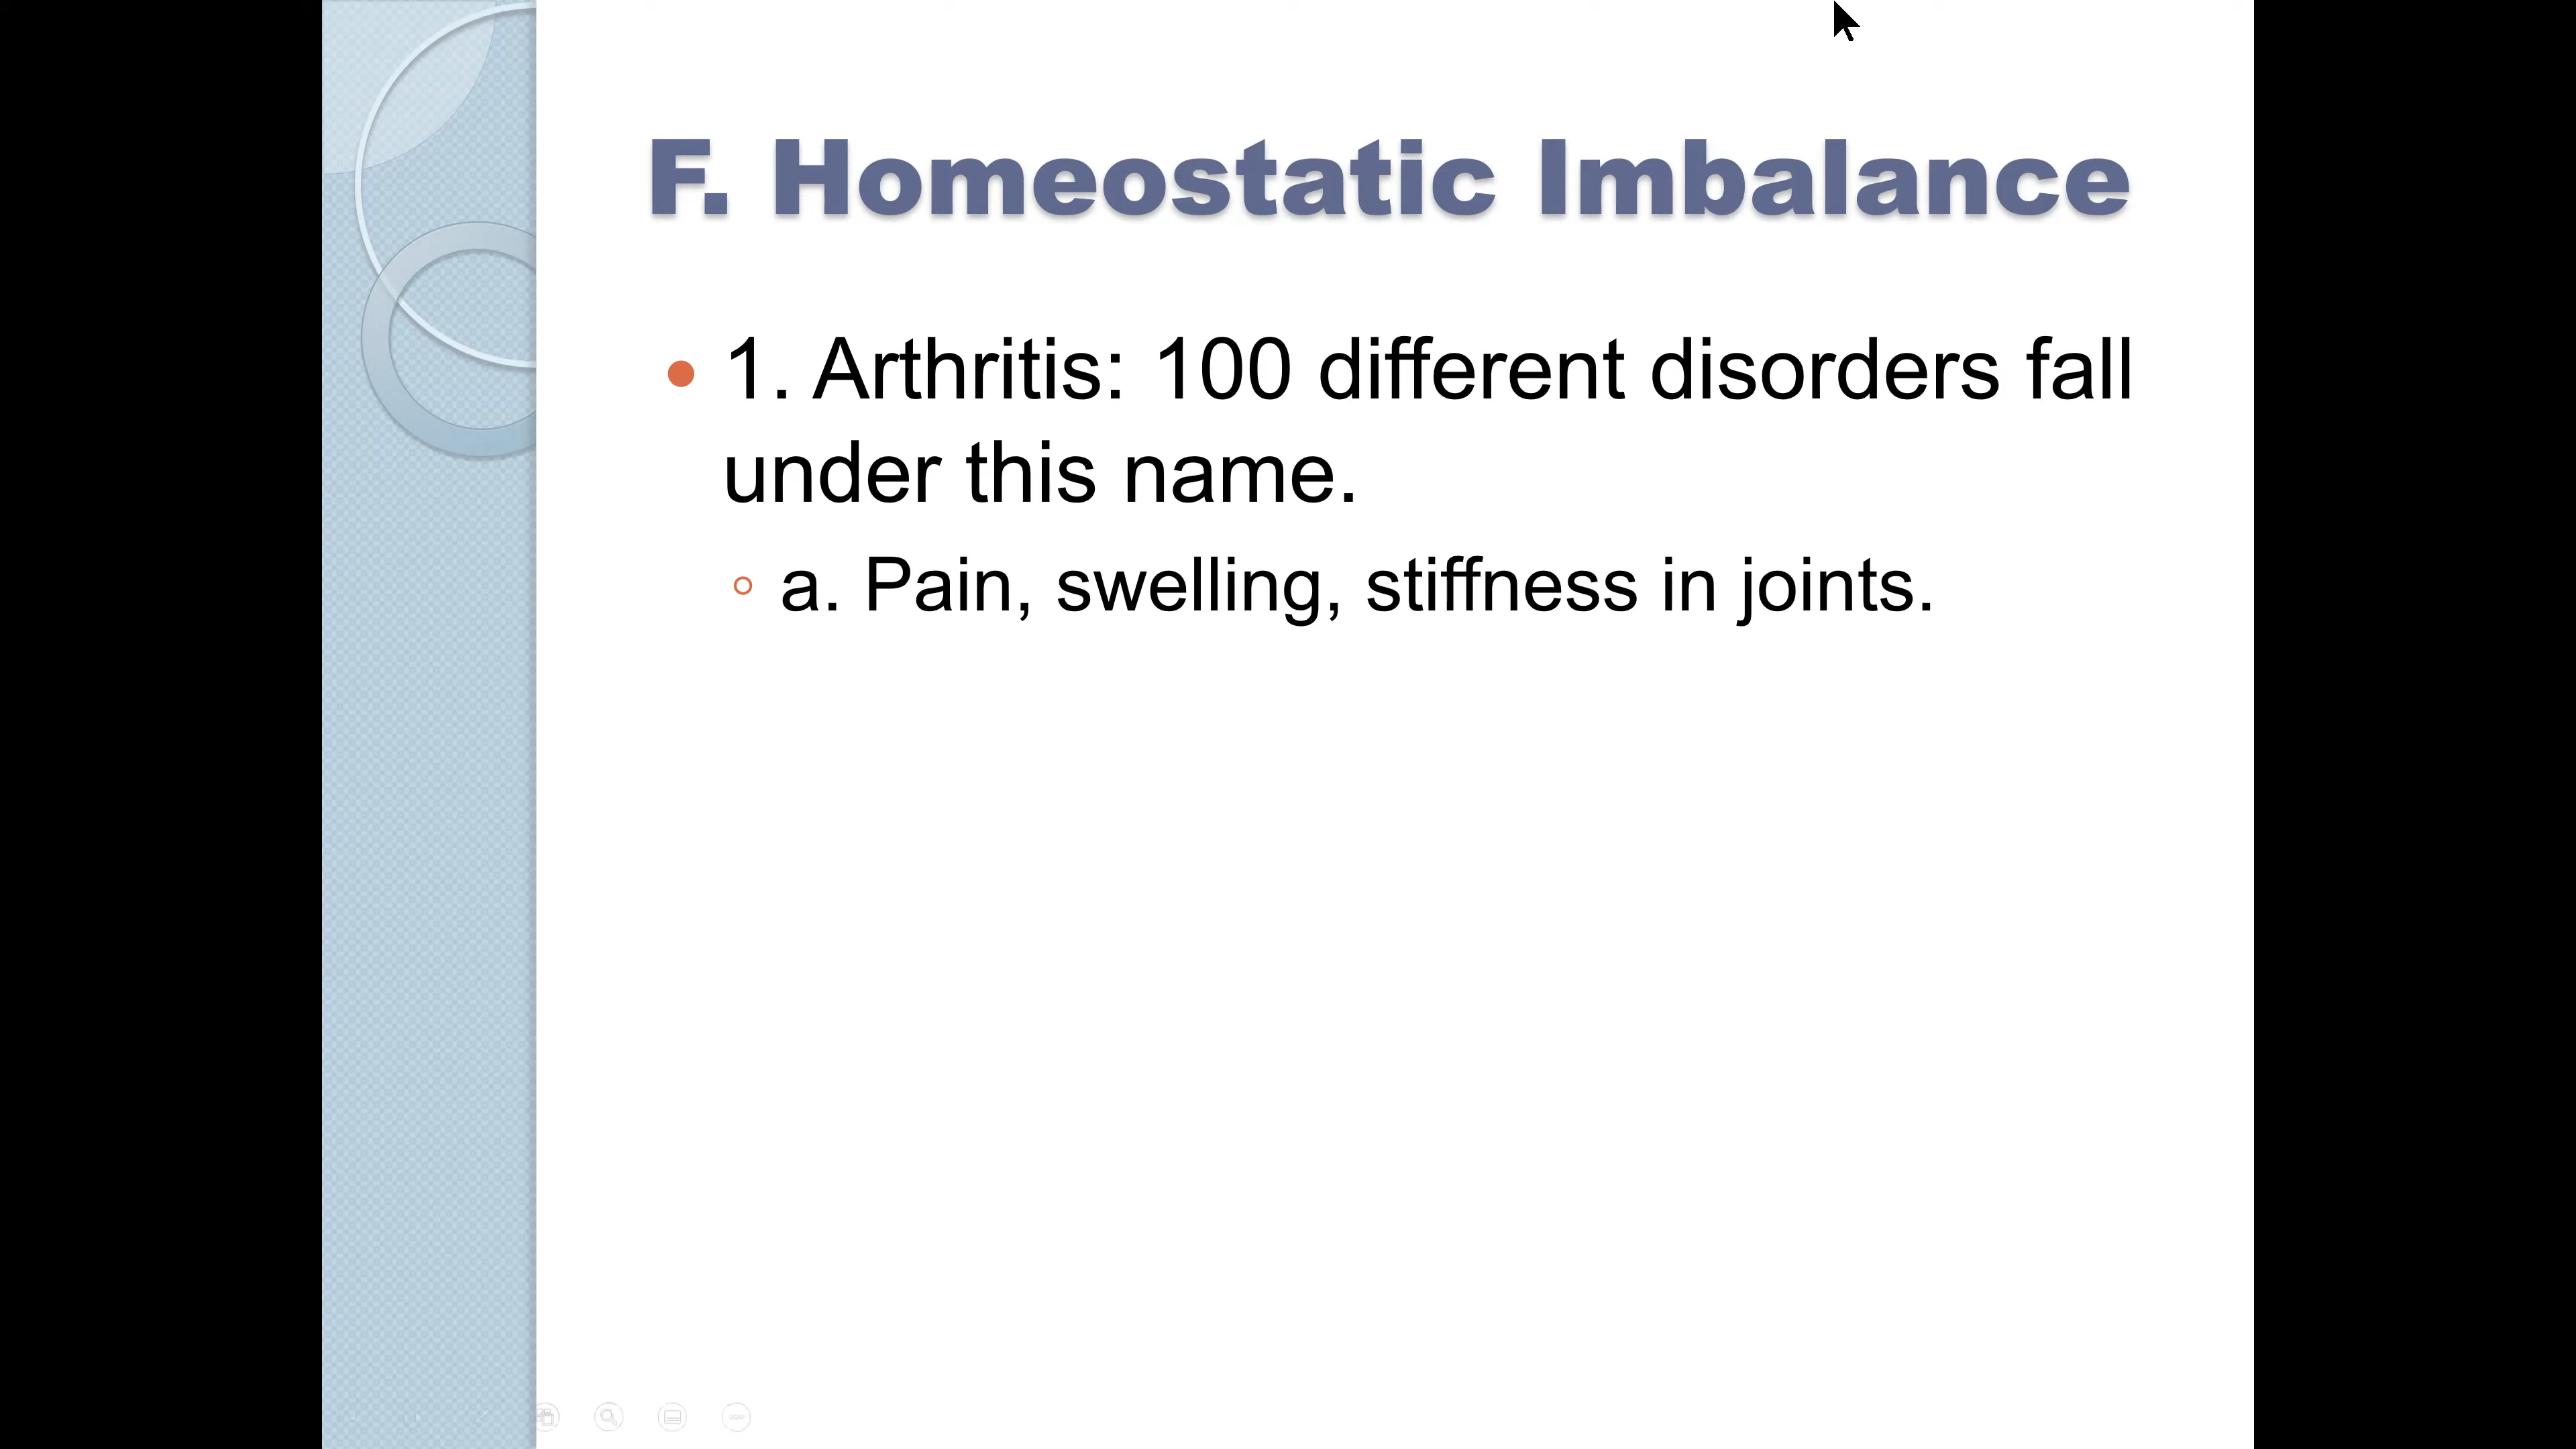 F. Homeostatic Imbalance
• 1. Arthritis: 100 different disorders fall
under this name.
◦ a. Pain, swelling, stiffness in joints.